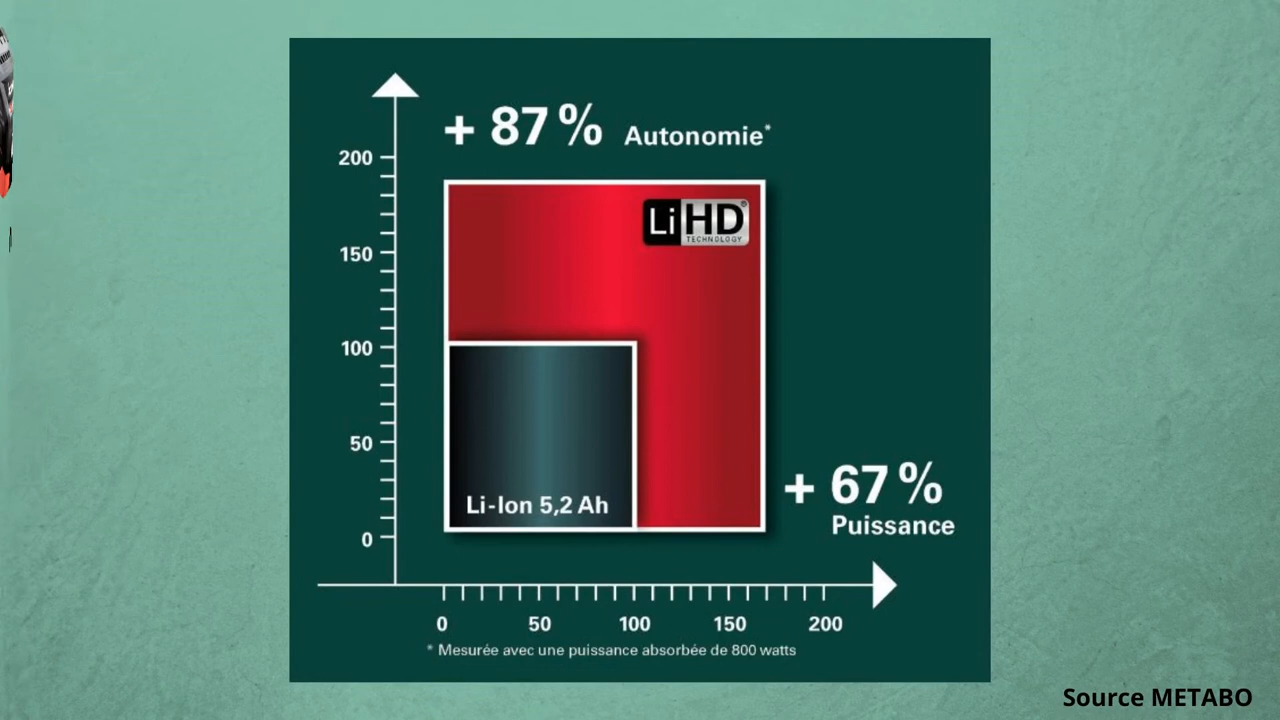 + 87 % Autonomie*
200
150
100
50
0
LiHD®
TECHNOLOGY
Li-Ion 5,2 Ah
+ 67 %
Puissance
0 50 100 150 200
* Mesurée avec une puissance absorbée de 800 watts
Source METABO